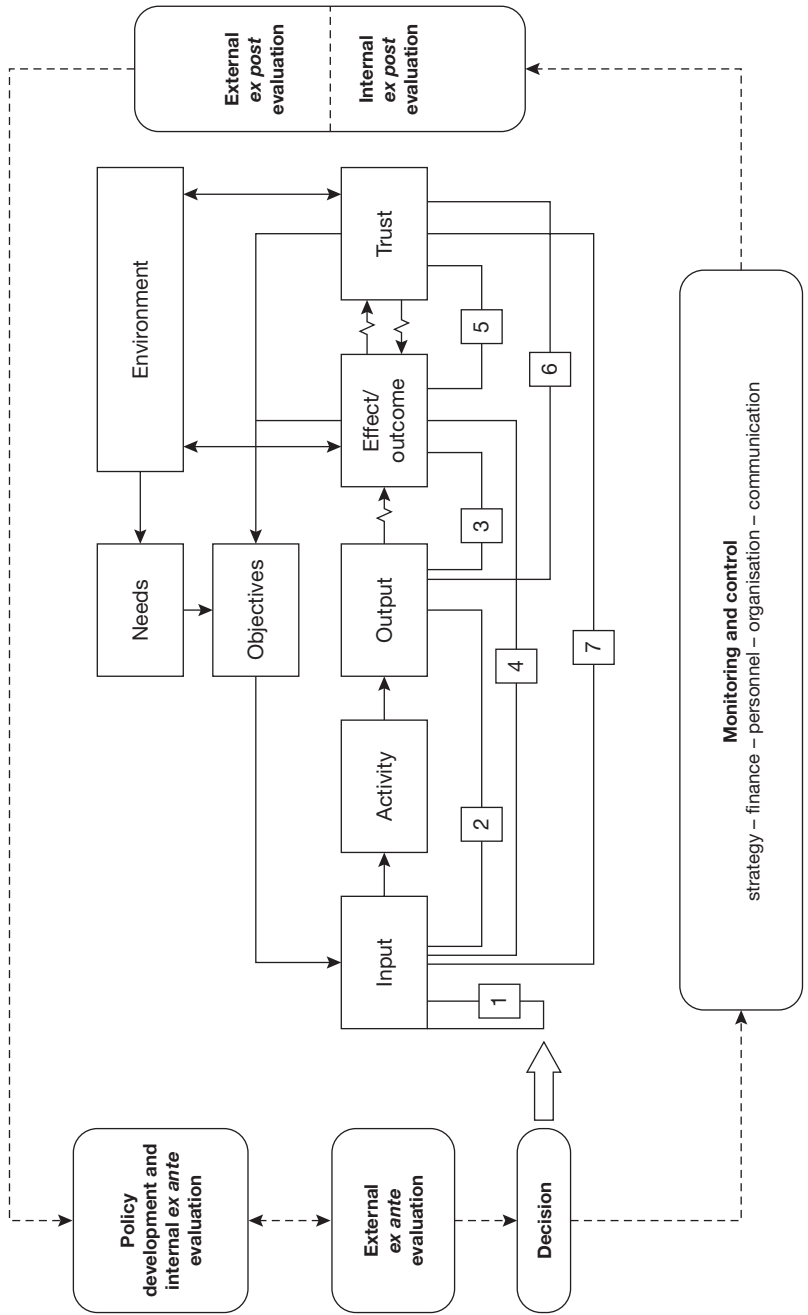 Policy
development and
internal ex ante
evaluation
External
ex ante
evaluation
Decision
Environment
Needs
Objectives
Input
Activity
Output
Effect/
outcome
Trust
1
2
3
4
5
6
7
External
ex post
evaluation
Internal
ex post
evaluation
Monitoring and control
strategy – finance – personnel – organisation – communication